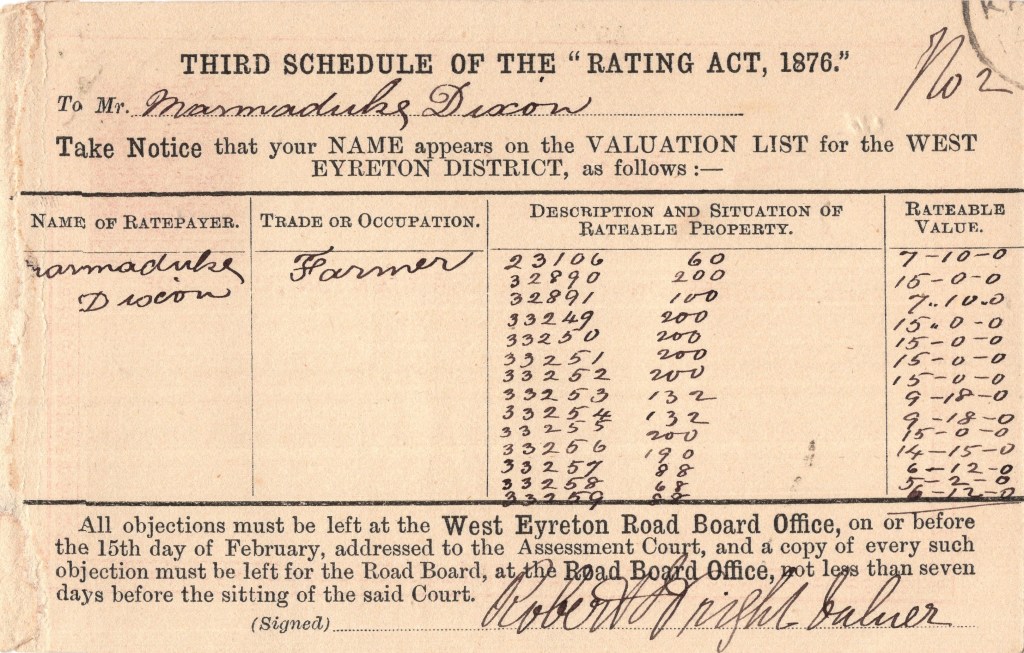 THIRD SCHEDULE OF THE "RATING ACT, 1876."
No 2
To Mr. Marmaduke Dixon
Take Notice that your NAME appears on the VALUATION LIST for the WEST
EYRETON DISTRICT, as follows :—
NAME OF RATEPAYER. TRADE OR OCCUPATION. DESCRIPTION AND SITUATION OF RATEABLE PROPERTY. RATEABLE VALUE.
Marmaduke Farmer 23106 60 7-10-0
Dixon 32890 200 15-0-0
32891 100 7..10..0
33249 200 15..0-0
33250 200 15-0-0
33251 200 15-0-0
33252 200 15-0-0
33253 132 9-18-0
33254 132 9-18-0
33255 200 15-0-0
33256 190 14-15-0
33257 88 6-12-0
33258 68 5-2-0
33259 88 6-12-0
All objections must be left at the West Eyreton Road Board Office, on or before
the 15th day of February, addressed to the Assessment Court, and a copy of every such
objection must be left for the Road Board, at the Road Board Office, not less than seven
days before the sitting of the said Court.
(Signed) Robert Wright Valuer